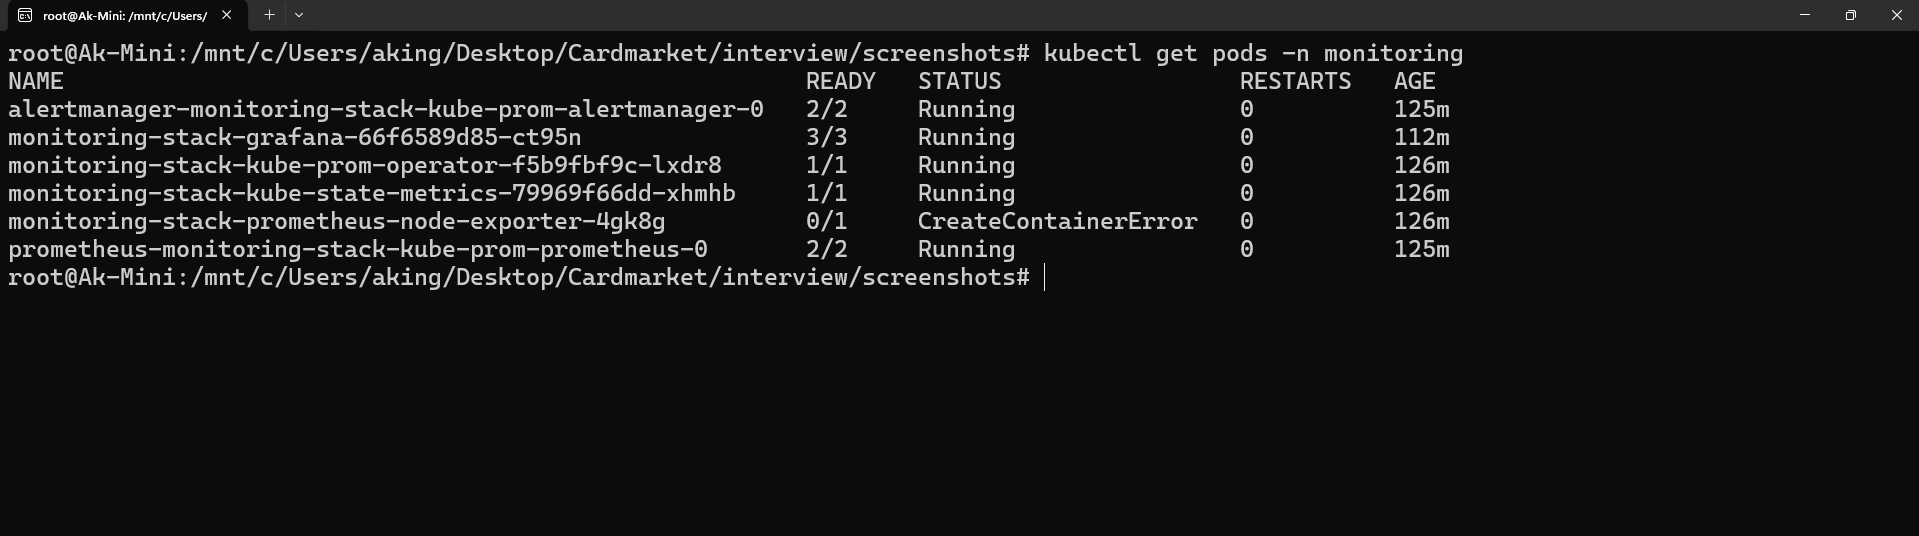 root@Ak-Mini: /mnt/c/Users/
root@Ak-Mini:/mnt/c/Users/aking/Desktop/Cardmarket/interview/screenshots# kubectl get pods -n monitoring
NAME READY STATUS RESTARTS AGE
alertmanager-monitoring-stack-kube-prom-alertmanager-0 2/2 Running 0 125m
monitoring-stack-grafana-66f6589d85-ct95n 3/3 Running 0 112m
monitoring-stack-kube-prom-operator-f5b9fbf9c-lxdr8 1/1 Running 0 126m
monitoring-stack-kube-state-metrics-79969f66dd-xhmhb 1/1 Running 0 126m
monitoring-stack-prometheus-node-exporter-4gk8g 0/1 CreateContainerError 0 126m
prometheus-monitoring-stack-kube-prom-prometheus-0 2/2 Running 0 125m
root@Ak-Mini:/mnt/c/Users/aking/Desktop/Cardmarket/interview/screenshots#